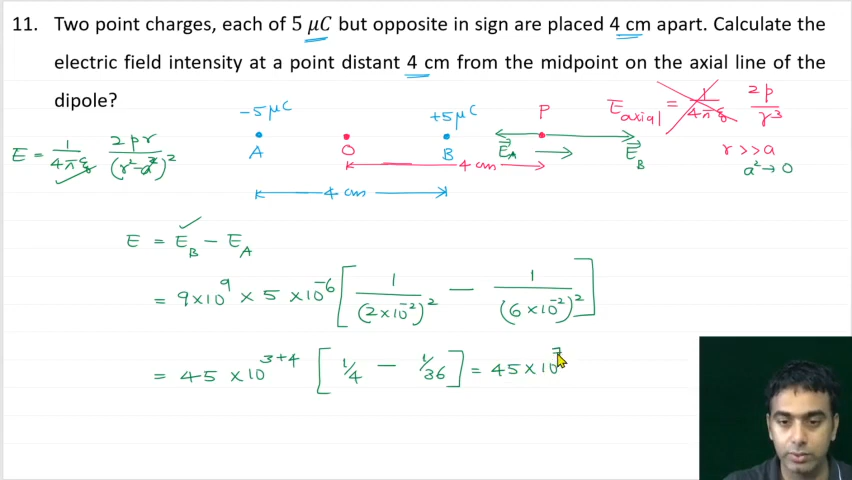 11. Two point charges, each of 5 μC but opposite in sign are placed 4 cm apart. Calculate the
electric field intensity at a point distant 4 cm from the midpoint on the axial line of the
dipole?
E_axial = 1/4πε₀ 2p/r³
r >> a
a² → 0
E = 1/4πε₀ 2pr/(r² - a²)²
-5μC +5μC P
A O B E⃗_A E⃗_B
4 cm
4 cm
E = E_B - E_A
= 9×10⁹ × 5 × 10⁻⁶ [ 1/(2×10⁻²)² - 1/(6×10⁻²)² ]
= 45 × 10³⁺⁴ [ 1/4 - 1/36 ] = 45 × 10⁷